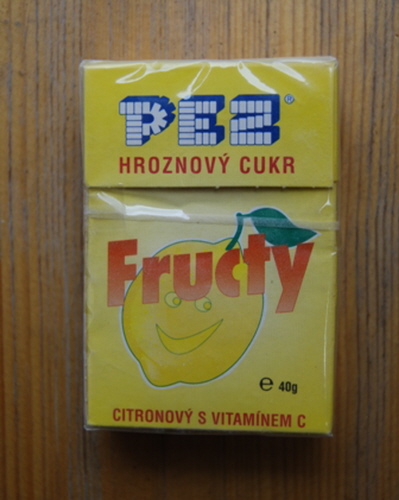 PEZ®
HROZNOVÝ CUKR
Fructy
℮ 40g
CITRONOVÝ S VITAMÍNEM C